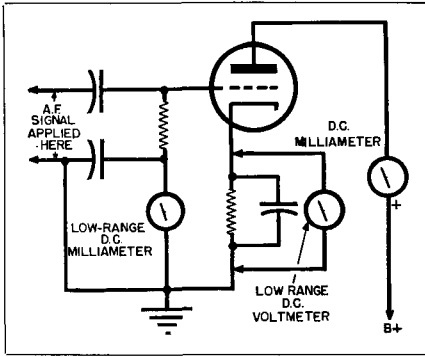 A.F.
SIGNAL
APPLIED
HERE
D.C.
MILLIAMETER
+
LOW-RANGE
D.C.
MILLIAMETER
LOW RANGE
D.C.
VOLTMETER
B+